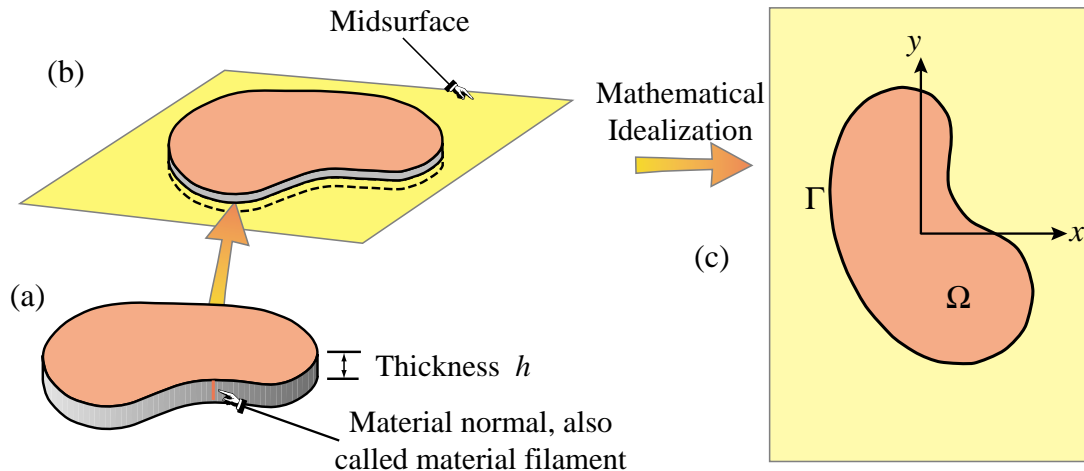 Midsurface
(b)
Mathematical
Idealization
y
Γ
x
(c)
Ω
(a)
Thickness h
Material normal, also
called material filament